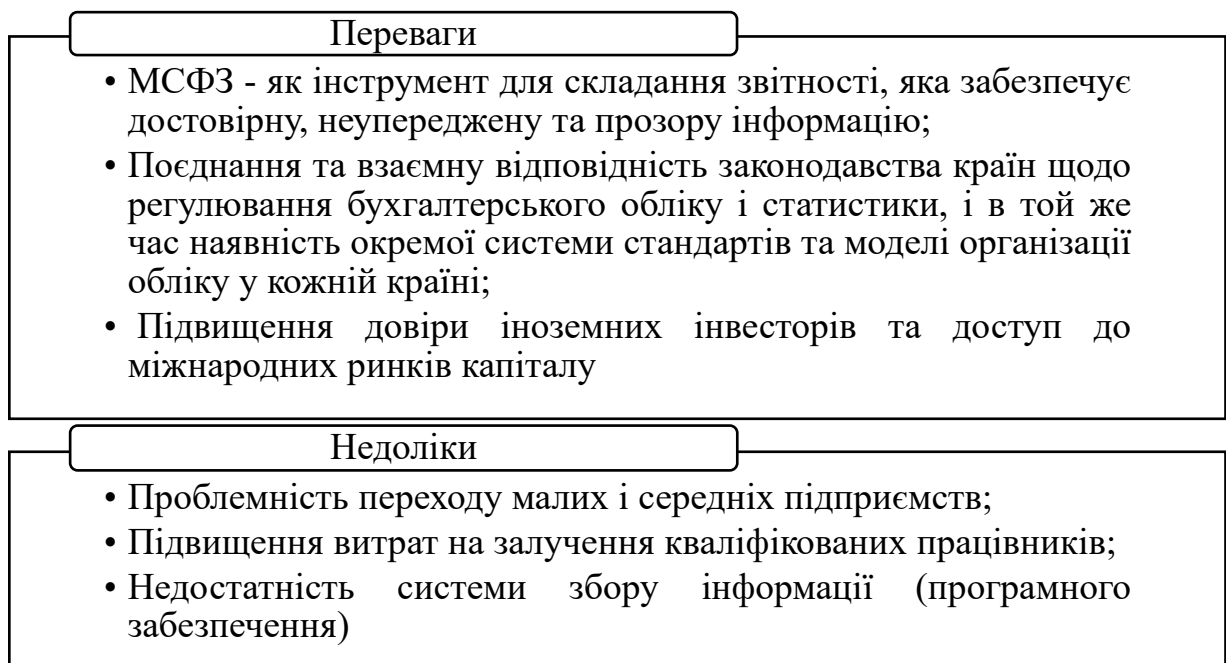 Переваги
• МСФЗ - як інструмент для складання звітності, яка забезпечує
достовірну, неупереджену та прозору інформацію;
• Поєднання та взаємну відповідність законодавства країн щодо
регулювання бухгалтерського обліку і статистики, і в той же
час наявність окремої системи стандартів та моделі організації
обліку у кожній країні;
• Підвищення довіри іноземних інвесторів та доступ до
міжнародних ринків капіталу
Недоліки
• Проблемність переходу малих і середніх підприємств;
• Підвищення витрат на залучення кваліфікованих працівників;
• Недостатність системи збору інформації (програмного
забезпечення)